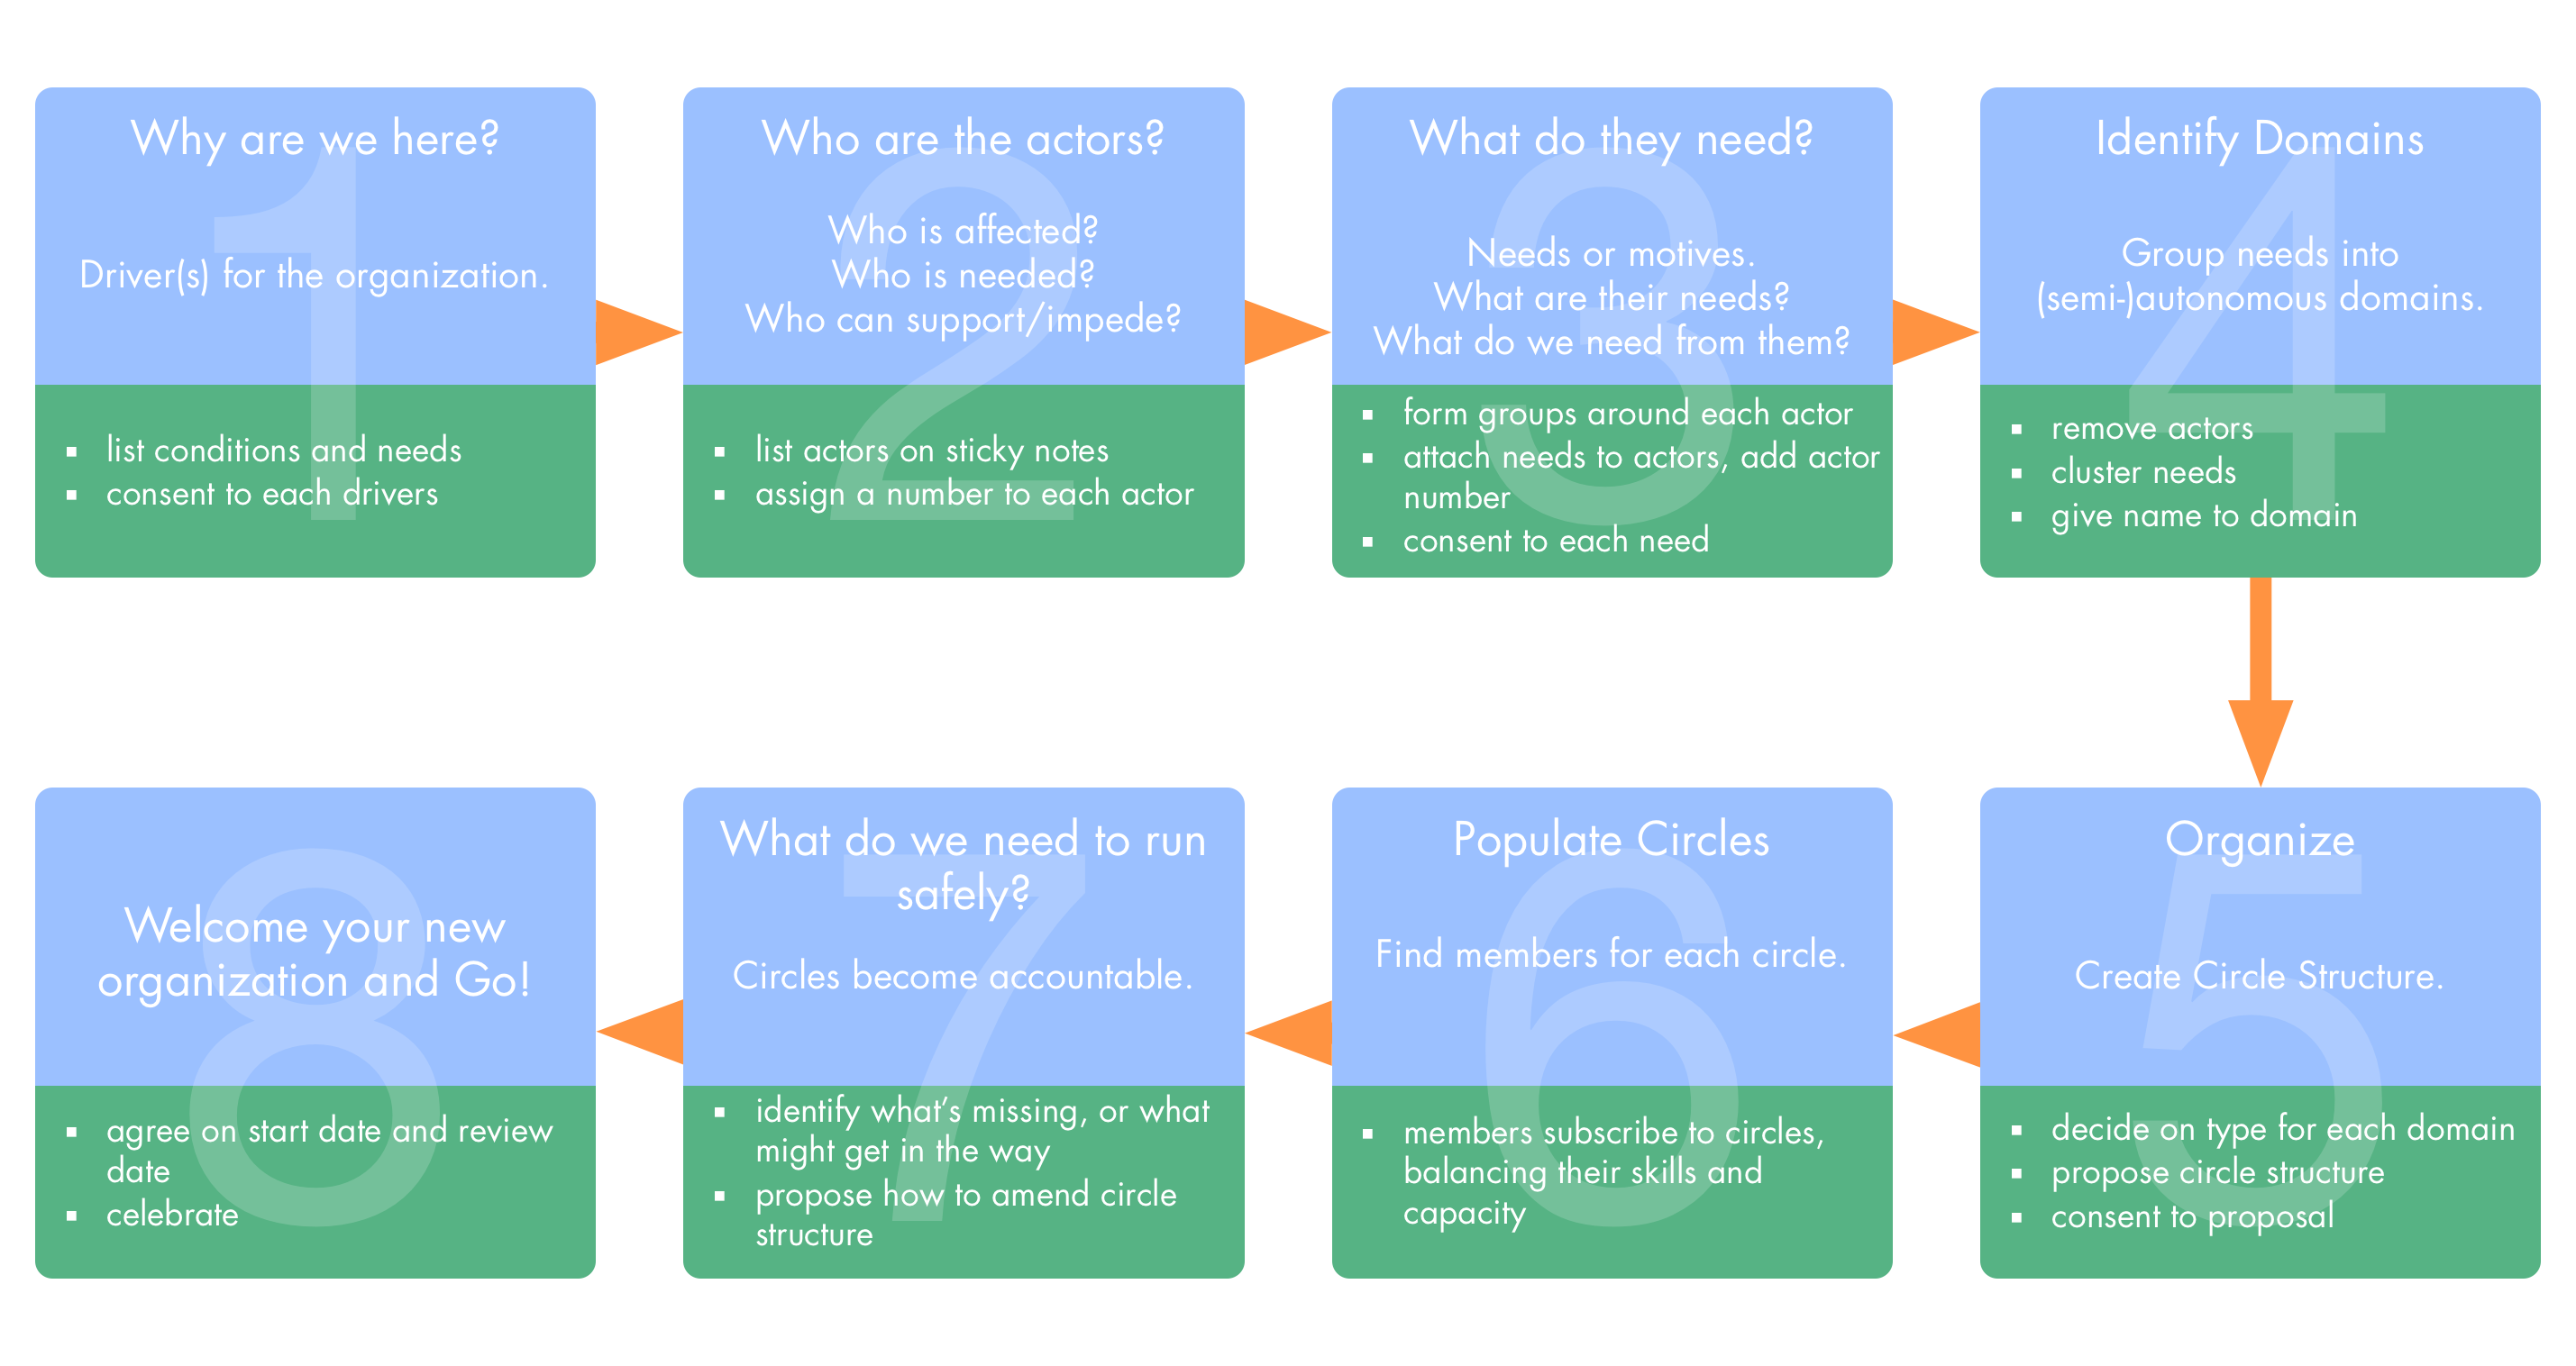 Why are we here?
1
Driver(s) for the organization.
▪ list conditions and needs
▪ consent to each drivers
Who are the actors?
2
Who is affected?
Who is needed?
Who can support/impede?
▪ list actors on sticky notes
▪ assign a number to each actor
What do they need?
3
Needs or motives.
What are their needs?
What do we need from them?
▪ form groups around each actor
▪ attach needs to actors, add actor
number
▪ consent to each need
Identify Domains
4
Group needs into
(semi-)autonomous domains.
▪ remove actors
▪ cluster needs
▪ give name to domain
Organize
5
Create Circle Structure.
▪ decide on type for each domain
▪ propose circle structure
▪ consent to proposal
Populate Circles
6
Find members for each circle.
▪ members subscribe to circles,
balancing their skills and
capacity
What do we need to run
safely?
7
Circles become accountable.
▪ identify what’s missing, or what
might get in the way
▪ propose how to amend circle
structure
8
Welcome your new
organization and Go!
▪ agree on start date and review
date
▪ celebrate